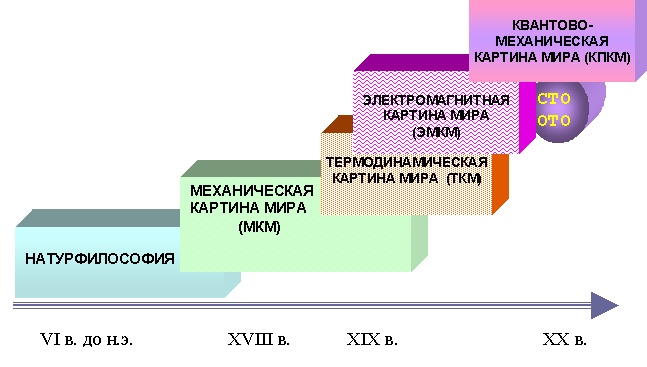 КВАНТОВО-
МЕХАНИЧЕСКАЯ
КАРТИНА МИРА (КПКМ)
ЭЛЕКТРОМАГНИТНАЯ
КАРТИНА МИРА
(ЭМКМ)
СТО
ОТО
ТЕРМОДИНАМИЧЕСКАЯ
КАРТИНА МИРА (ТКМ)
МЕХАНИЧЕСКАЯ
КАРТИНА МИРА
(МКМ)
НАТУРФИЛОСОФИЯ
VI в. до н.э.
XVIII в.
XIX в.
XX в.